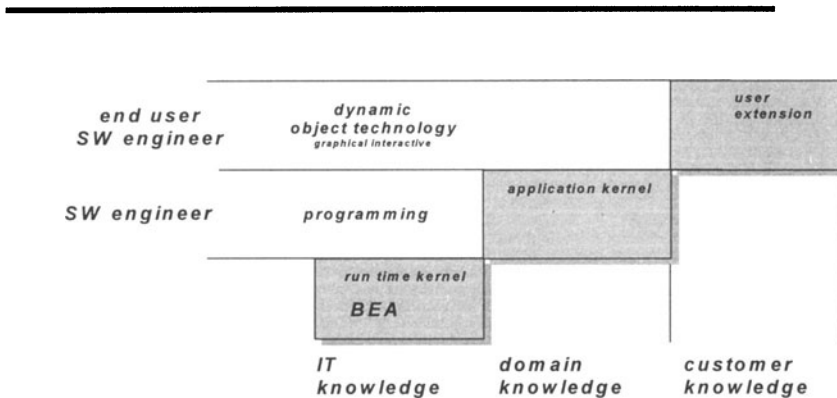 end user
SW engineer
dynamic
object technology
graphical interactive
user
extension
SW engineer
programming
application kernel
run time kernel
BEA
IT
knowledge
domain
knowledge
customer
knowledge